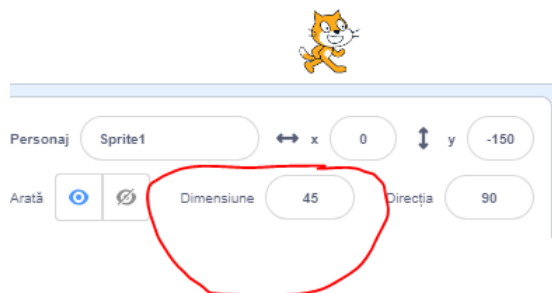 Personaj Sprite1 x 0 y -150
Arată Dimensiune 45 Direcția 90